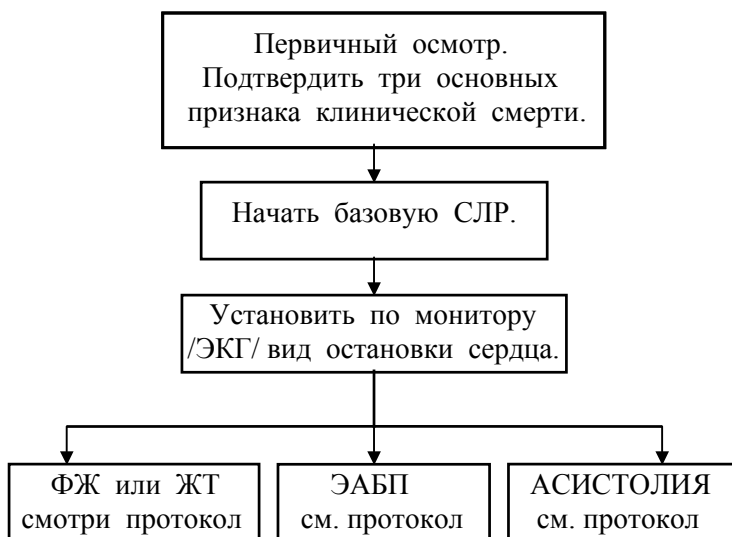 Первичный осмотр.
Подтвердить три основных
признака клинической смерти.
Начать базовую СЛР.
Установить по монитору
/ЭКГ/ вид остановки сердца.
ФЖ или ЖТ
смотри протокол
ЭАБП
см. протокол
АСИСТОЛИЯ
см. протокол